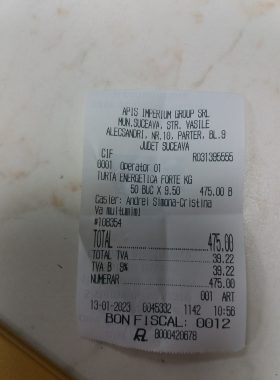 APIS IMPERIUM GROUP SRL
MUN.SUCEAVA, STR. VASILE
ALECSANDRI, NR.10, PARTER, BL.9
JUDET SUCEAVA
CIF RO31395555
0001 Operator 01
TURTA ENERGETICA FORTE KG
50 BUC X 9.50 475.00 B
Casier: Andrei Simona-Cristina
Va multumim!
#108354
TOTAL 475.00
TOTAL TVA 39.22
TVA B 9% 39.22
NUMERAR 475.00
001 ART
13-01-2023 0045332 1142 10:56
BON FISCAL: 0012
8000420678